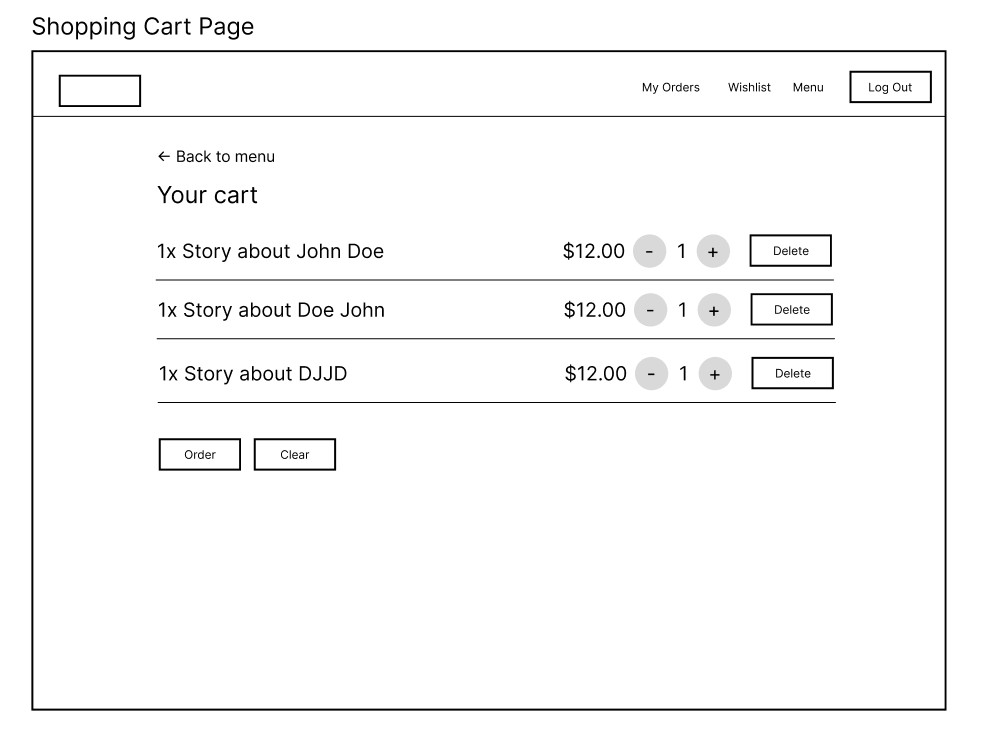 Shopping Cart Page
My Orders Wishlist Menu Log Out
← Back to menu
Your cart
1x Story about John Doe $12.00 - 1 + Delete
1x Story about Doe John $12.00 - 1 + Delete
1x Story about DJJD $12.00 - 1 + Delete
Order Clear